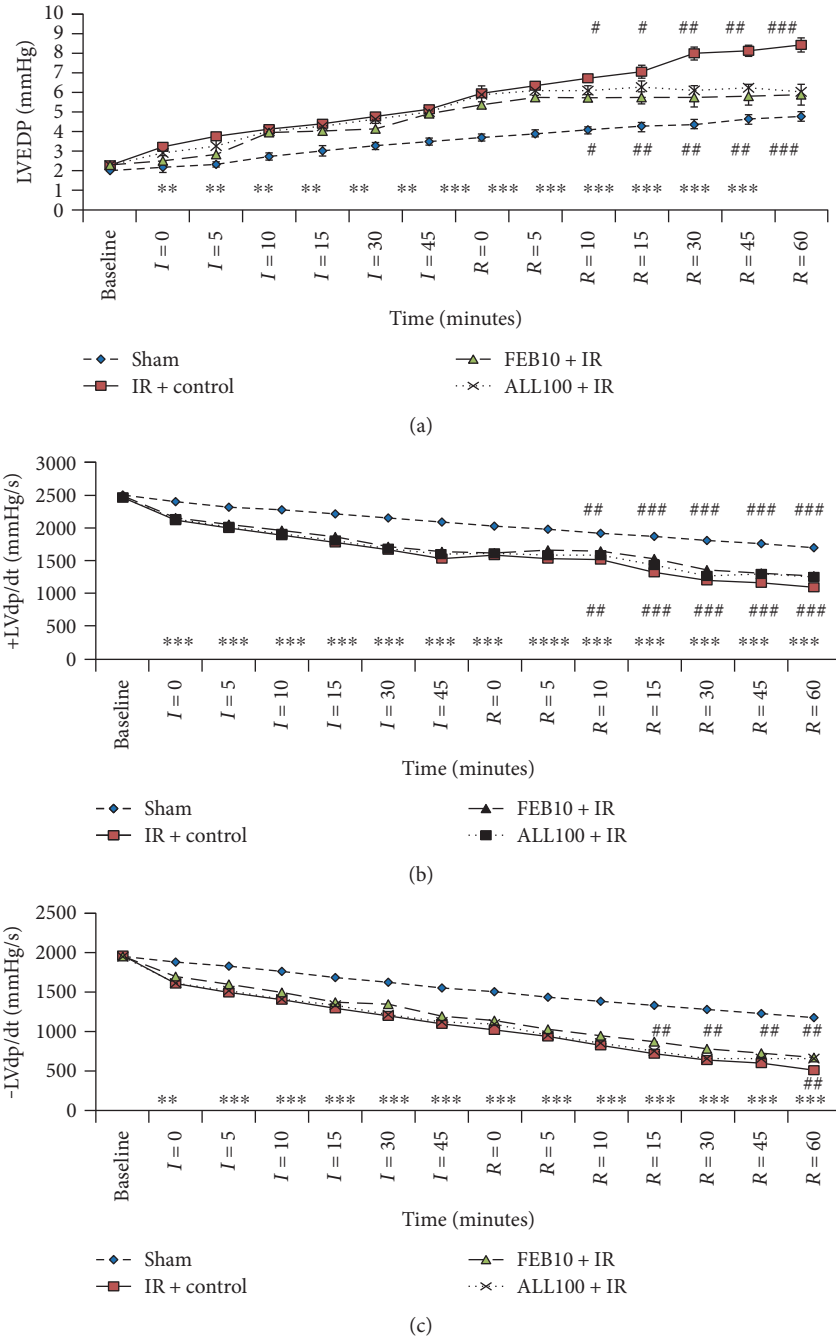 10
9
8
7
6
5
4
3
2
1
0
LVEDP (mmHg)
# # ## ## ###
# ## ## ## ###
** ** ** ** ** ** *** *** *** *** *** *** ***
Baseline
I = 0
I = 5
I = 10
I = 15
I = 30
I = 45
R = 0
R = 5
R = 10
R = 15
R = 30
R = 45
R = 60
Time (minutes)
Sham
IR + control
FEB10 + IR
ALL100 + IR
(a)
3000
2500
2000
1500
1000
500
0
+LVdp/dt (mmHg/s)
## ### ### ### ###
## ### ### ### ###
*** *** *** *** *** *** *** **** *** *** *** *** ***
Baseline
I = 0
I = 5
I = 10
I = 15
I = 30
I = 45
R = 0
R = 5
R = 10
R = 15
R = 30
R = 45
R = 60
Time (minutes)
Sham
IR + control
FEB10 + IR
ALL100 + IR
(b)
2500
2000
1500
1000
500
0
−LVdp/dt (mmHg/s)
## ## ## ##
##
** *** *** *** *** *** *** *** *** *** *** *** ***
Baseline
I = 0
I = 5
I = 10
I = 15
I = 30
I = 45
R = 0
R = 5
R = 10
R = 15
R = 30
R = 45
R = 60
Time (minutes)
Sham
IR + control
FEB10 + IR
ALL100 + IR
(c)